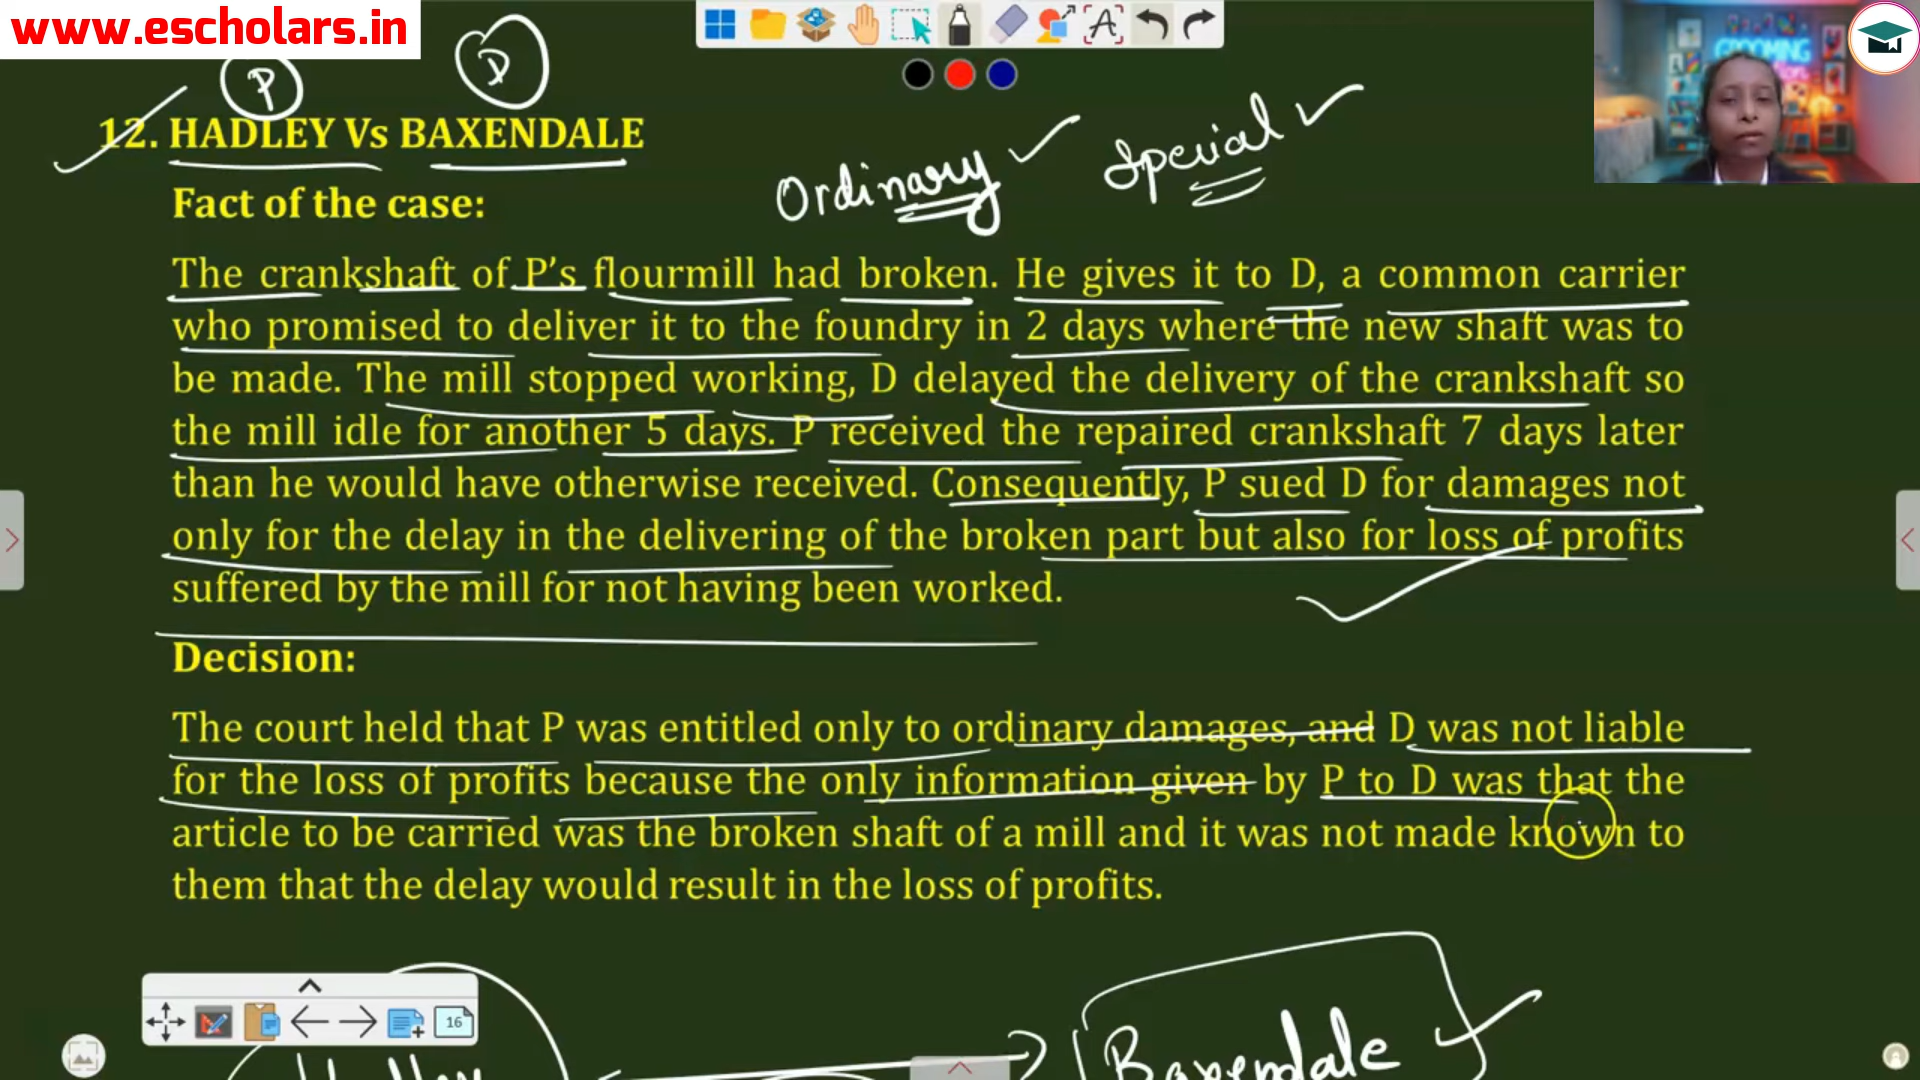 www.escholars.in
P
D
GROOMING
12. HADLEY Vs BAXENDALE
Ordinary
Special
Fact of the case:
The crankshaft of P’s flourmill had broken. He gives it to D, a common carrier
who promised to deliver it to the foundry in 2 days where the new shaft was to
be made. The mill stopped working, D delayed the delivery of the crankshaft so
the mill idle for another 5 days. P received the repaired crankshaft 7 days later
than he would have otherwise received. Consequently, P sued D for damages not
only for the delay in the delivering of the broken part but also for loss of profits
suffered by the mill for not having been worked.
Decision:
The court held that P was entitled only to ordinary damages, and D was not liable
for the loss of profits because the only information given by P to D was that the
article to be carried was the broken shaft of a mill and it was not made known to
them that the delay would result in the loss of profits.
16
Hadley
Baxendale